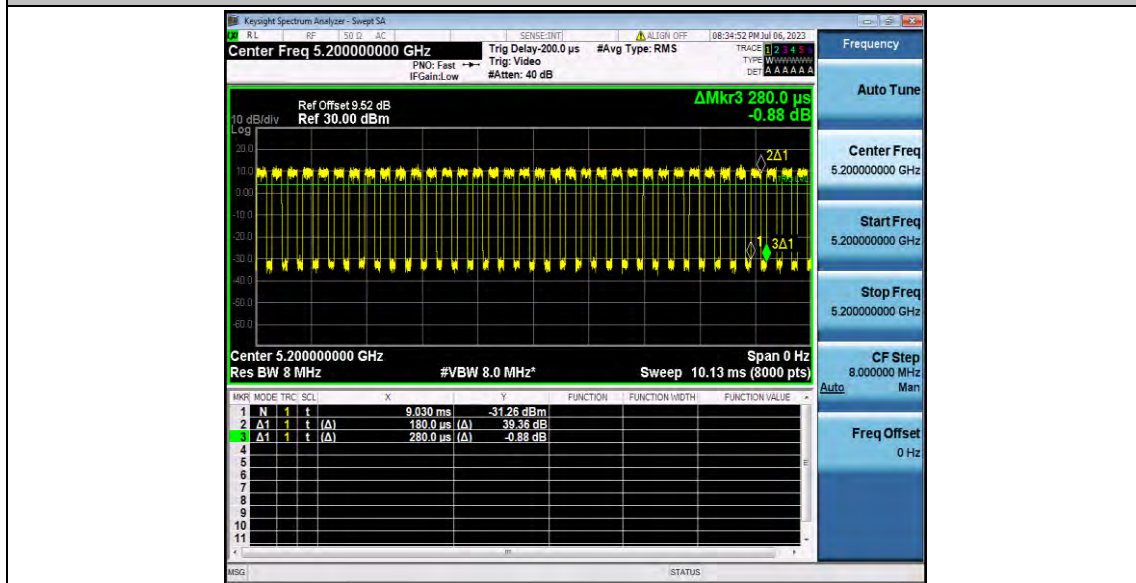 Keysight Spectrum Analyzer - Swept SA
RL RF 50 Ω AC SENSE:INT ALIGN OFF 08:34:52 PM Jul 06, 2023
Center Freq 5.200000000 GHz
PNO: Fast
IFGain:Low
Trig Delay-200.0 µs
Trig: Video
#Atten: 40 dB
#Avg Type: RMS
TRACE 1 2 3 4 5 6
TYPE WWWWWW
DET A A A A A A
Frequency
Auto Tune
Center Freq
5.200000000 GHz
Start Freq
5.200000000 GHz
Stop Freq
5.200000000 GHz
CF Step
8.000000 MHz
Auto Man
Freq Offset
0 Hz
ΔMkr3 280.0 µs
-0.88 dB
Ref Offset 9.52 dB
10 dB/div Ref 30.00 dBm
Log
20.0
10.0
0.00
-10.0
-20.0
-30.0
-40.0
-50.0
-60.0
2Δ1
1
3Δ1
Center 5.200000000 GHz Span 0 Hz
Res BW 8 MHz #VBW 8.0 MHz* Sweep 10.13 ms (8000 pts)
MKR MODE TRC SCL X Y FUNCTION FUNCTION WIDTH FUNCTION VALUE
1 N 1 t 9.030 ms -31.26 dBm
2 Δ1 1 t (Δ) 180.0 µs (Δ) 39.36 dB
3 Δ1 1 t (Δ) 280.0 µs (Δ) -0.88 dB
4
5
6
7
8
9
10
11
MSG STATUS